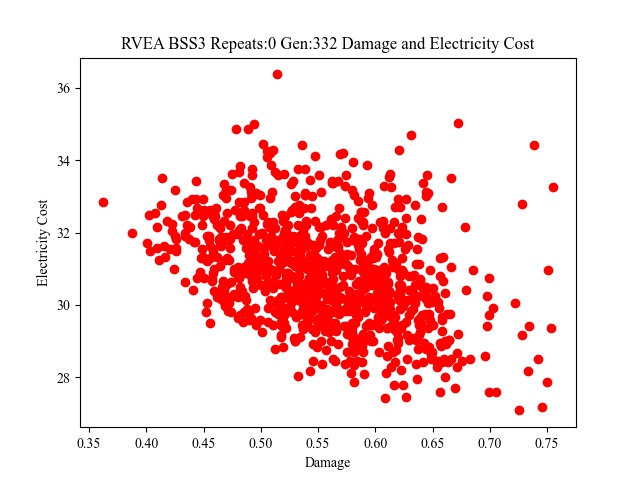 RVEA BSS3 Repeats:0 Gen:332 Damage and Electricity Cost
36
34
32
30
28
Electricity Cost
0.35 0.40 0.45 0.50 0.55 0.60 0.65 0.70 0.75
Damage